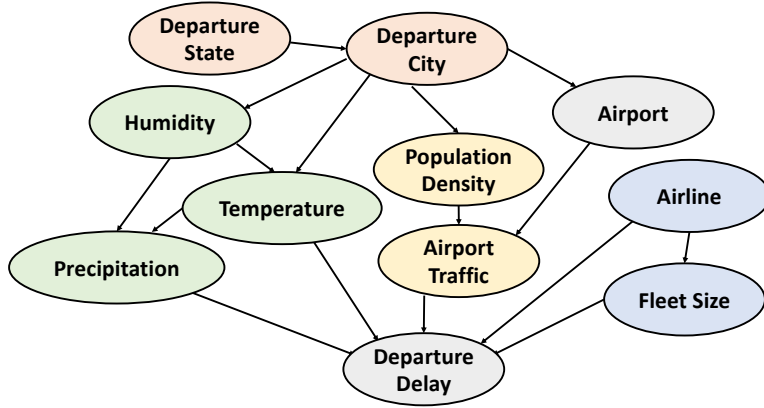 Departure
State
Departure
City
Humidity
Airport
Population
Density
Airline
Temperature
Precipitation
Airport
Traffic
Fleet Size
Departure
Delay